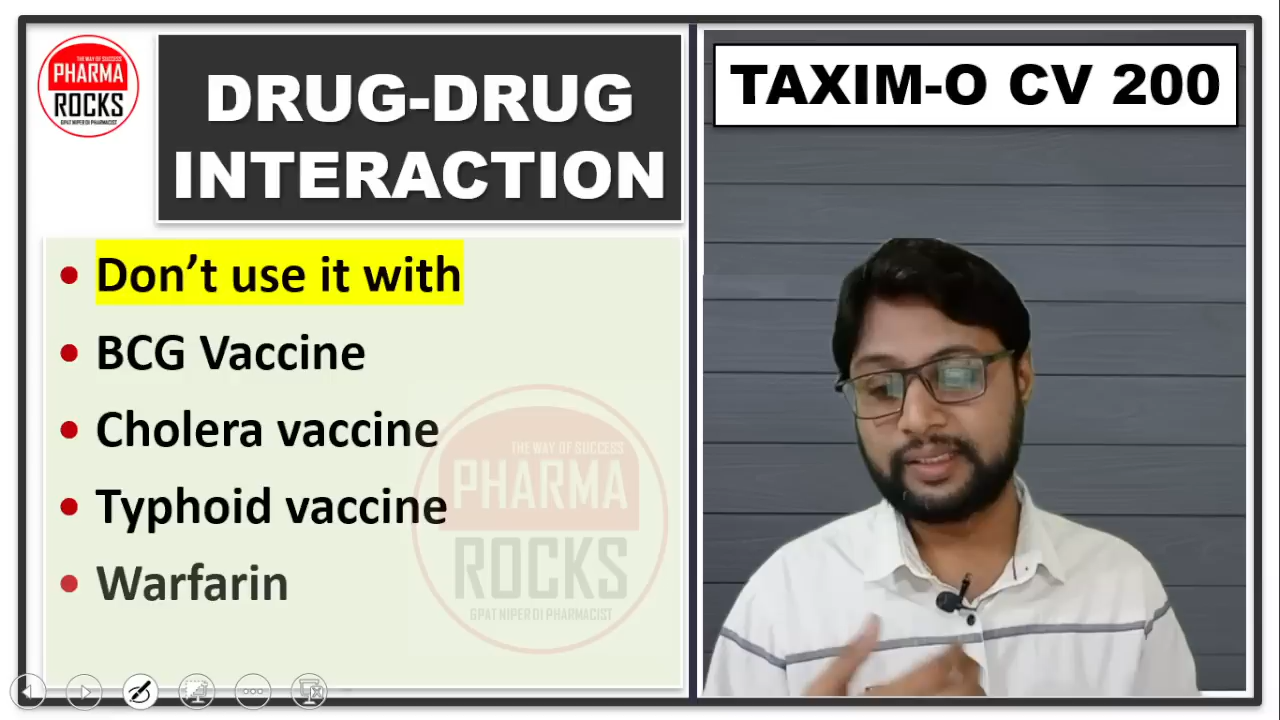 THE WAY OF SUCCESS
PHARMA
ROCKS
GPAT NIPER DI PHARMACIST
DRUG-DRUG
INTERACTION
TAXIM-O CV 200
• Don’t use it with
• BCG Vaccine
• Cholera vaccine
• Typhoid vaccine
• Warfarin
THE WAY OF SUCCESS
PHARMA
ROCKS
GPAT NIPER DI PHARMACIST